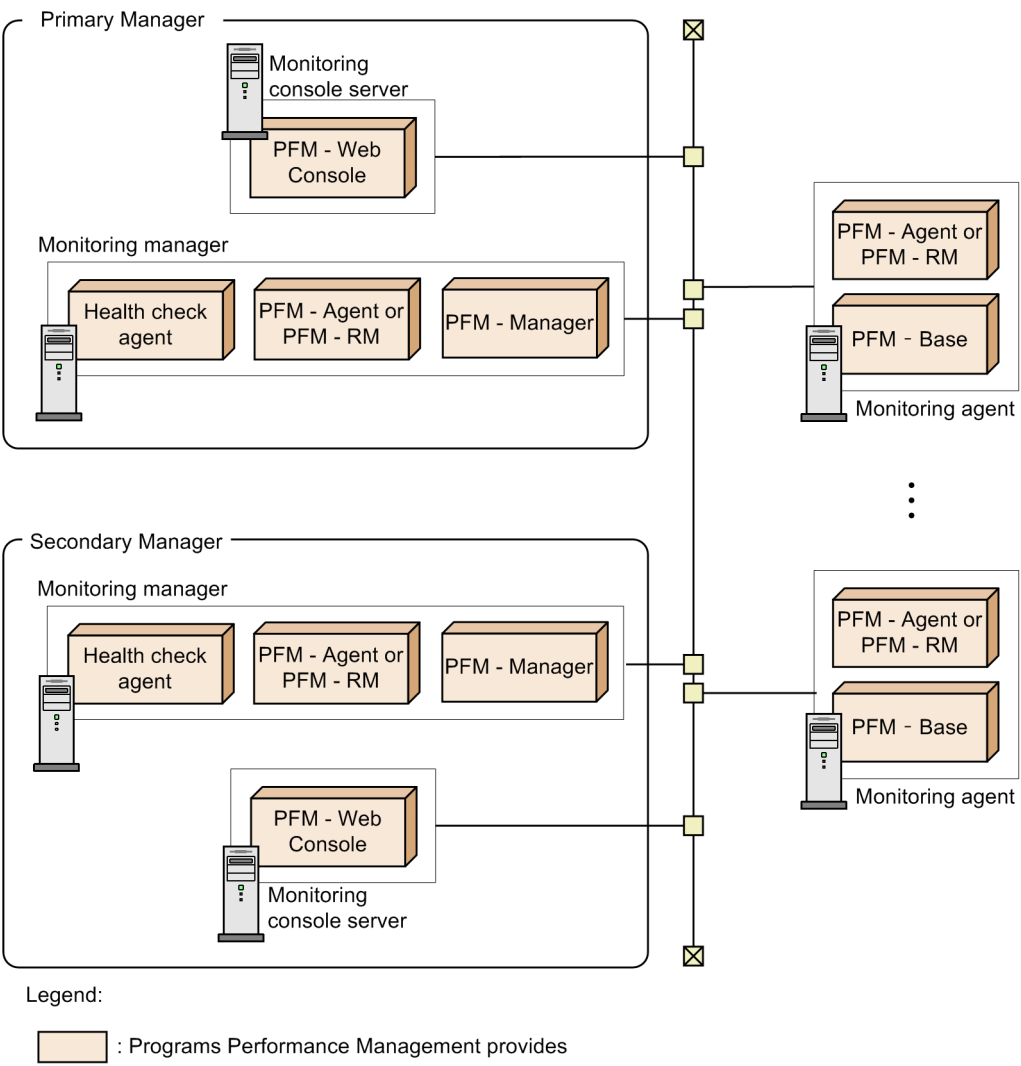 Primary Manager
Monitoring
console server
PFM - Web
Console
Monitoring manager
Health check
agent
PFM - Agent or
PFM - RM
PFM - Manager
PFM - Agent or
PFM - RM
PFM - Base
Monitoring agent
Secondary Manager
Monitoring manager
Health check
agent
PFM - Agent or
PFM - RM
PFM - Manager
PFM - Agent or
PFM - RM
PFM - Base
Monitoring agent
PFM - Web
Console
Monitoring
console server
Legend:
: Programs Performance Management provides